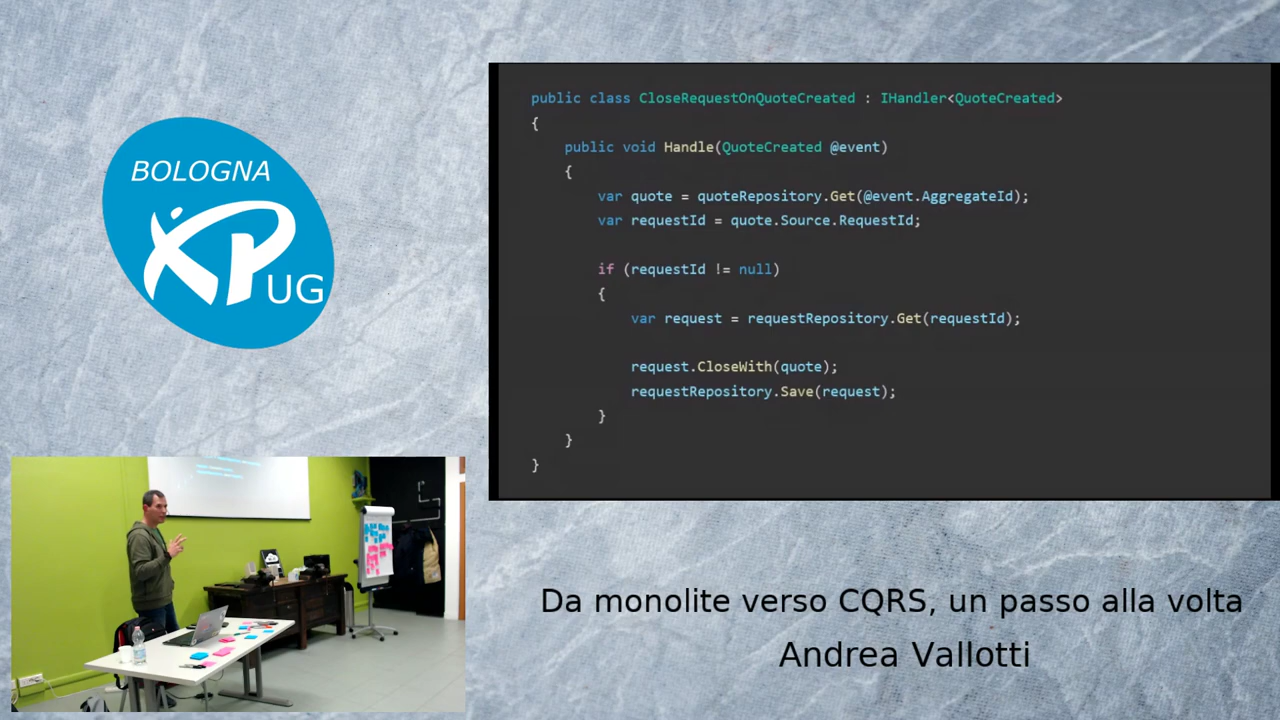 BOLOGNA
XP
UG
public class CloseRequestOnQuoteCreated : IHandler<QuoteCreated>
{
    public void Handle(QuoteCreated @event)
    {
        var quote = quoteRepository.Get(@event.AggregateId);
        var requestId = quote.Source.RequestId;
        if (requestId != null)
        {
            var request = requestRepository.Get(requestId);
            request.CloseWith(quote);
            requestRepository.Save(request);
        }
    }
}
Da monolite verso CQRS, un passo alla volta
Andrea Vallotti